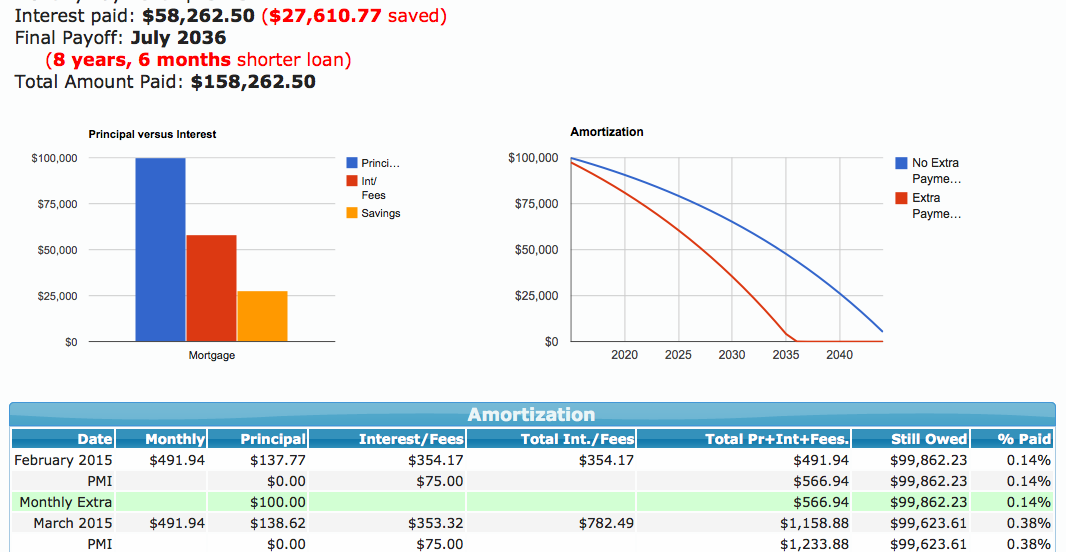 Interest paid: $58,262.50 ($27,610.77 saved)
Final Payoff: July 2036
(8 years, 6 months shorter loan)
Total Amount Paid: $158,262.50
Principal versus Interest
$100,000
$75,000
$50,000
$25,000
$0
Mortgage
Princi...
Int/
Fees
Savings
Amortization
$100,000
$75,000
$50,000
$25,000
$0
2020 2025 2030 2035 2040
No Extra
Payme...
Extra
Payme...
Amortization
Date Monthly Principal Interest/Fees Total Int./Fees Total Pr+Int+Fees. Still Owed % Paid
February 2015 $491.94 $137.77 $354.17 $354.17 $491.94 $99,862.23 0.14%
PMI $0.00 $75.00 $566.94 $99,862.23 0.14%
Monthly Extra $100.00 $566.94 $99,862.23 0.14%
March 2015 $491.94 $138.62 $353.32 $782.49 $1,158.88 $99,623.61 0.38%
PMI $0.00 $75.00 $1,233.88 $99,623.61 0.38%